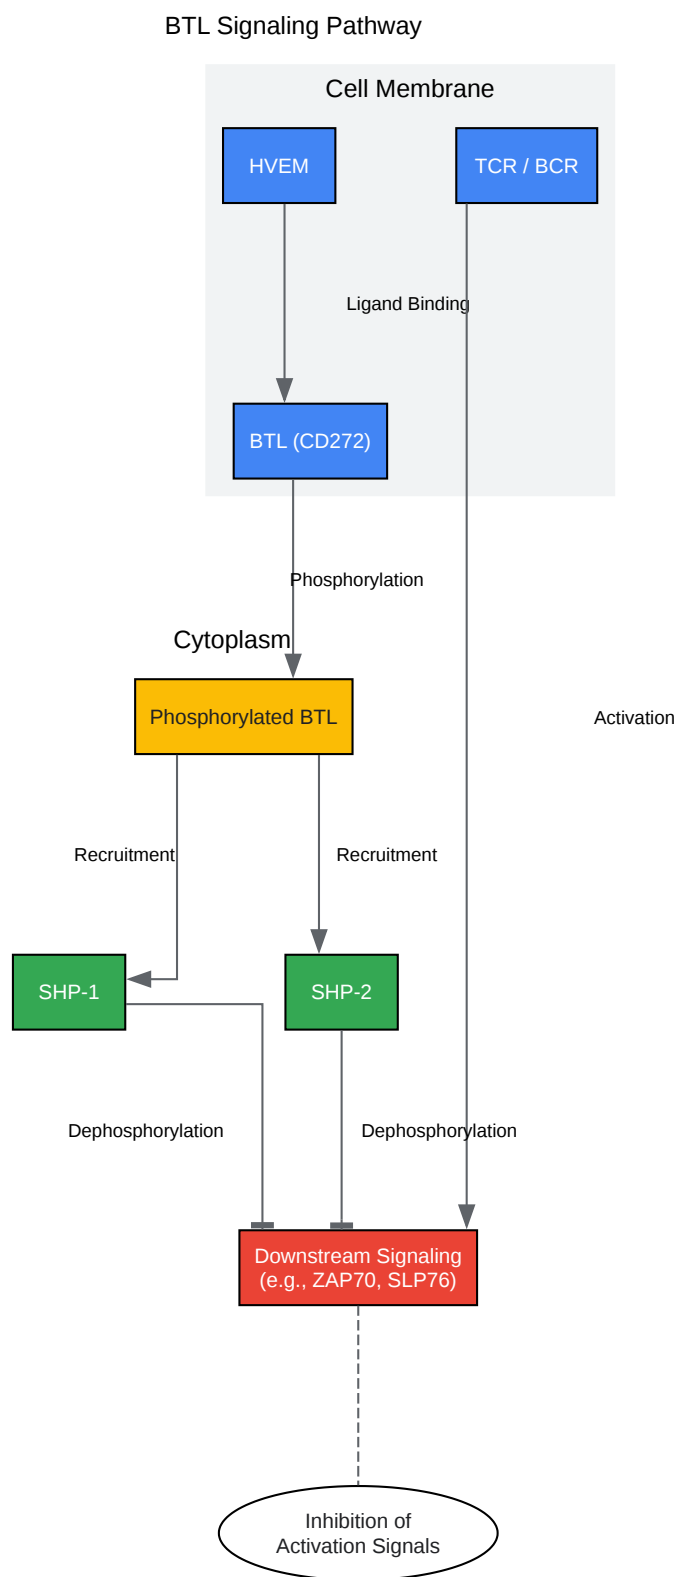 BTL Signaling Pathway
Cell Membrane
HVEM
TCR / BCR
Ligand Binding
BTL (CD272)
Phosphorylation
Cytoplasm
Phosphorylated BTL
Activation
Recruitment
Recruitment
SHP-1
SHP-2
Dephosphorylation
Dephosphorylation
Downstream Signaling
(e.g., ZAP70, SLP76)
Inhibition of
Activation Signals